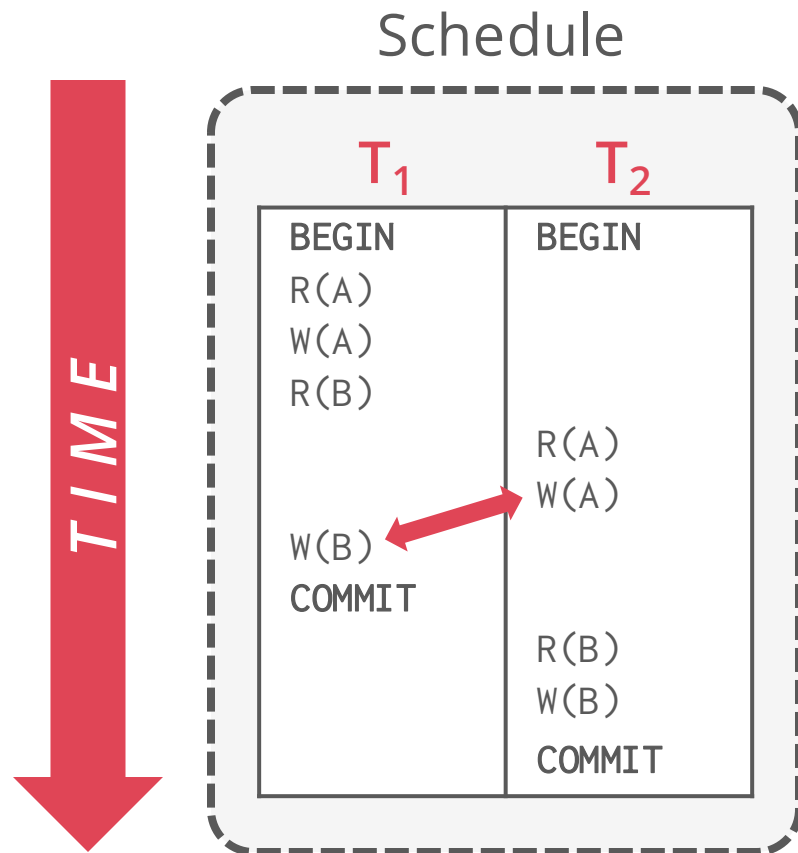 Schedule
TIME
T1 T2
BEGIN BEGIN
R(A)
W(A)
R(B)
R(A)
W(A)
W(B)
COMMIT
R(B)
W(B)
COMMIT